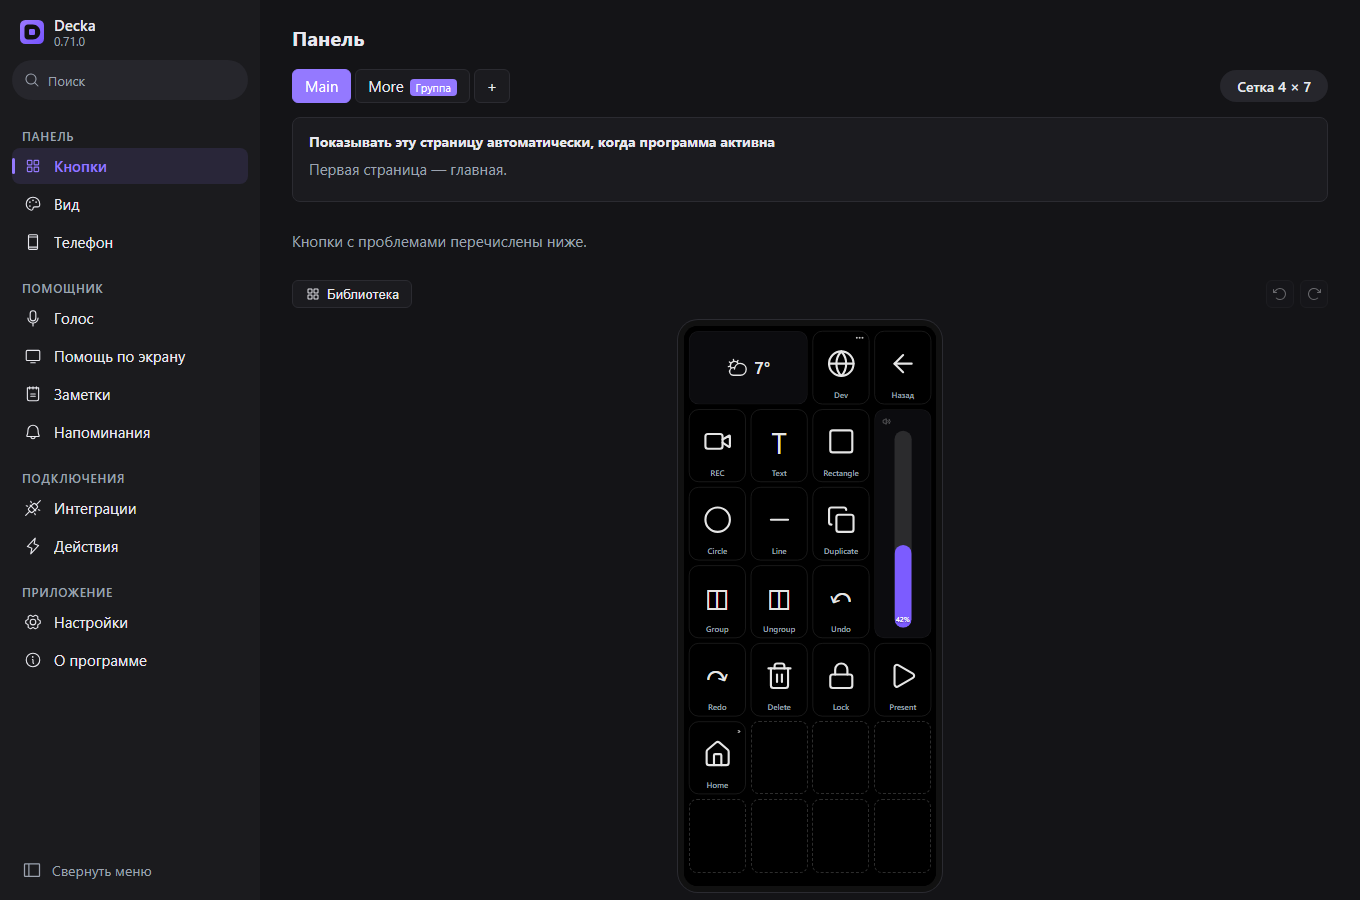 Decka
0.71.0
Поиск
ПАНЕЛЬ
Кнопки
Вид
Телефон
ПОМОЩНИК
Голос
Помощь по экрану
Заметки
Напоминания
ПОДКЛЮЧЕНИЯ
Интеграции
Действия
ПРИЛОЖЕНИЕ
Настройки
О программе
Свернуть меню
Панель
Main More Группа +
Сетка 4 × 7
Показывать эту страницу автоматически, когда программа активна
Первая страница — главная.
Кнопки с проблемами перечислены ниже.
Библиотека
7°
Dev Назад
REC Text Rectangle
Circle Line Duplicate
Group Ungroup Undo
42%
Redo Delete Lock Present
Home